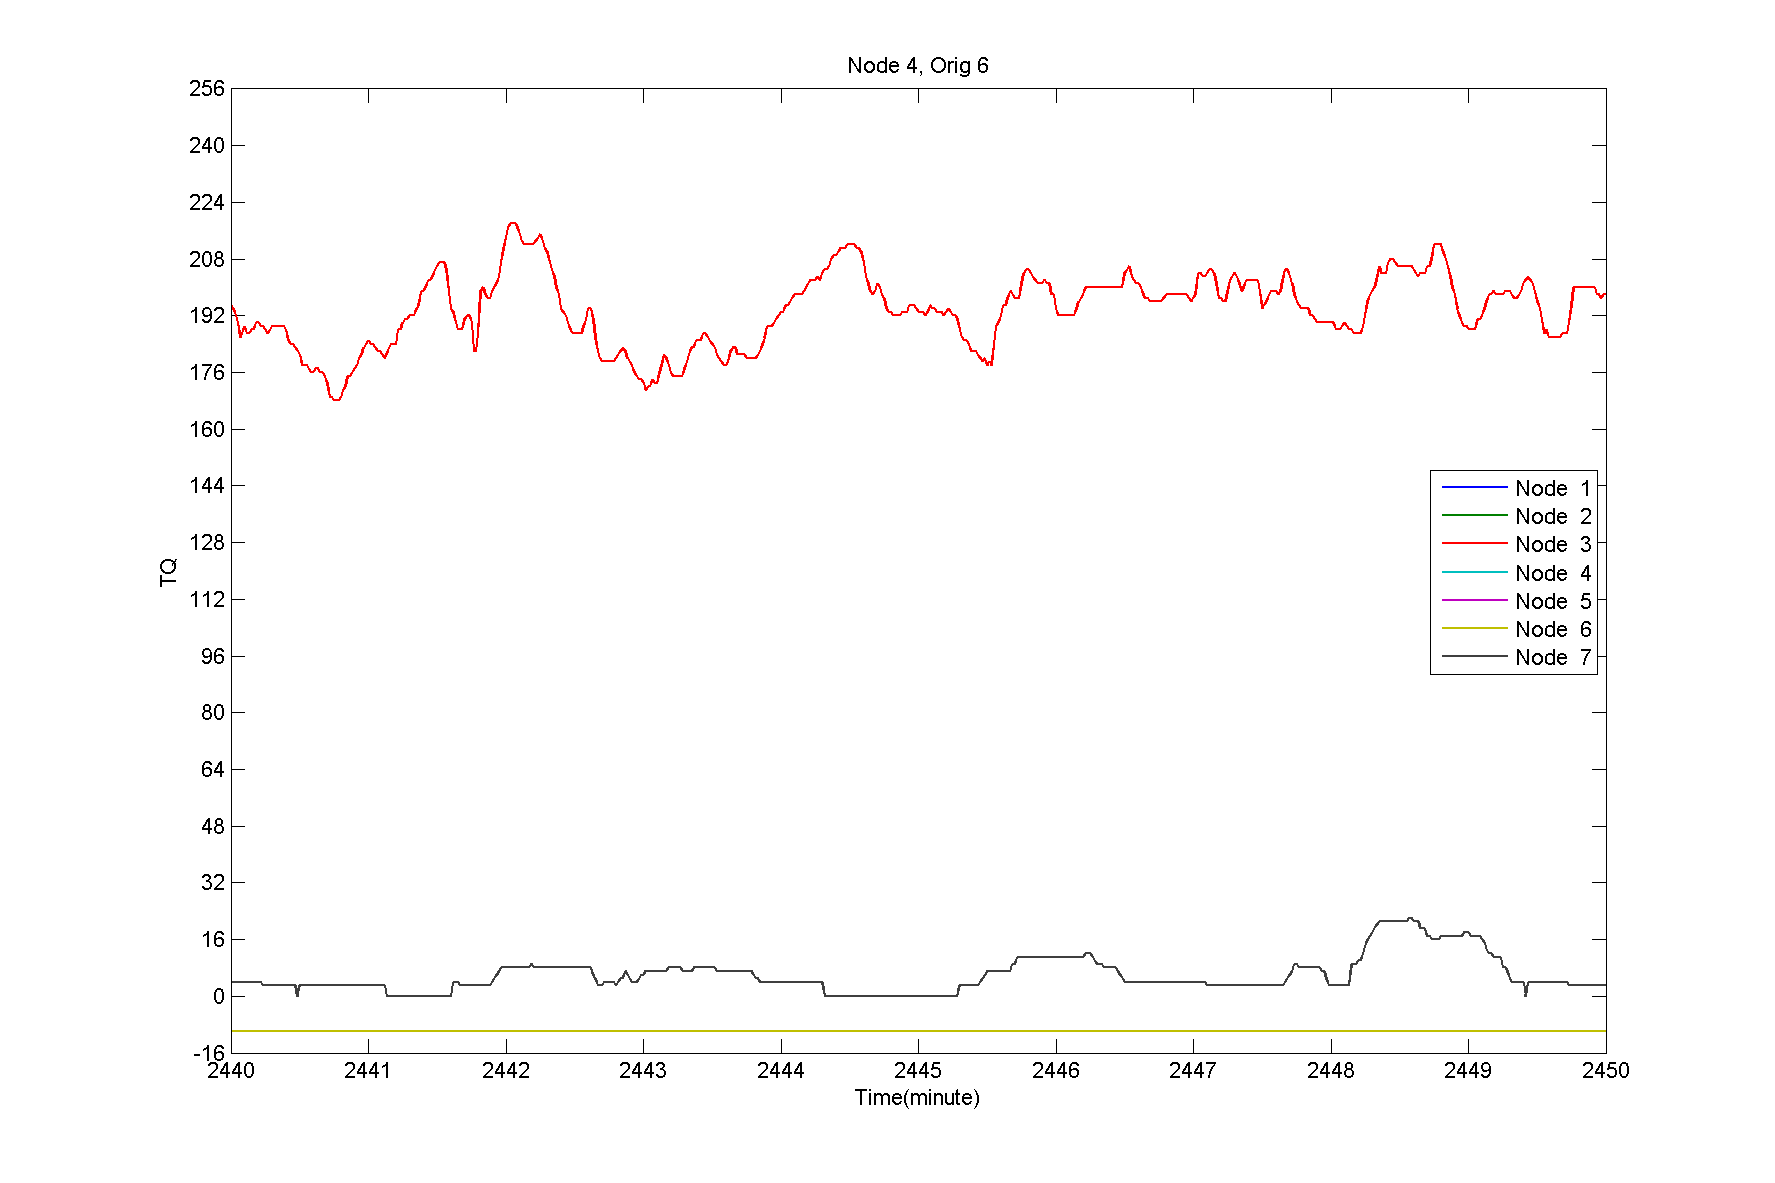 Node 4, Orig 6
256
240
224
208
192
176
160
144
128
112
96
80
64
48
32
16
0
-16
TQ
Node 1
Node 2
Node 3
Node 4
Node 5
Node 6
Node 7
2440 2441 2442 2443 2444 2445 2446 2447 2448 2449 2450
Time(minute)